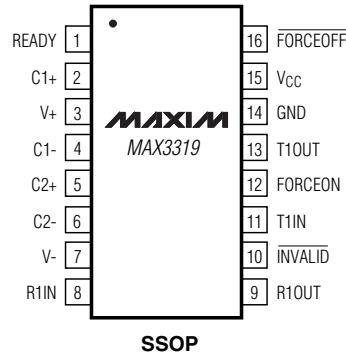 READY 1
C1+ 2
V+ 3
C1- 4
C2+ 5
C2- 6
V- 7
R1IN 8
MAXIM
MAX3319
16 FORCEOFF
15 VCC
14 GND
13 T1OUT
12 FORCEON
11 T1IN
10 INVALID
9 R1OUT
SSOP